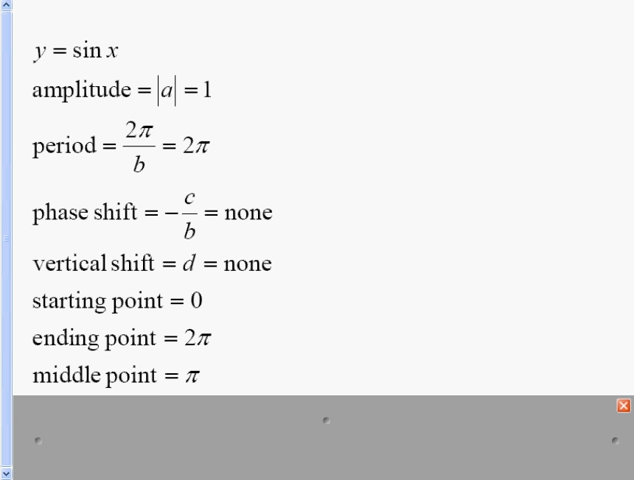 y = sin x
amplitude = |a| = 1
period = 2π/b = 2π
phase shift = −c/b = none
vertical shift = d = none
starting point = 0
ending point = 2π
middle point = π